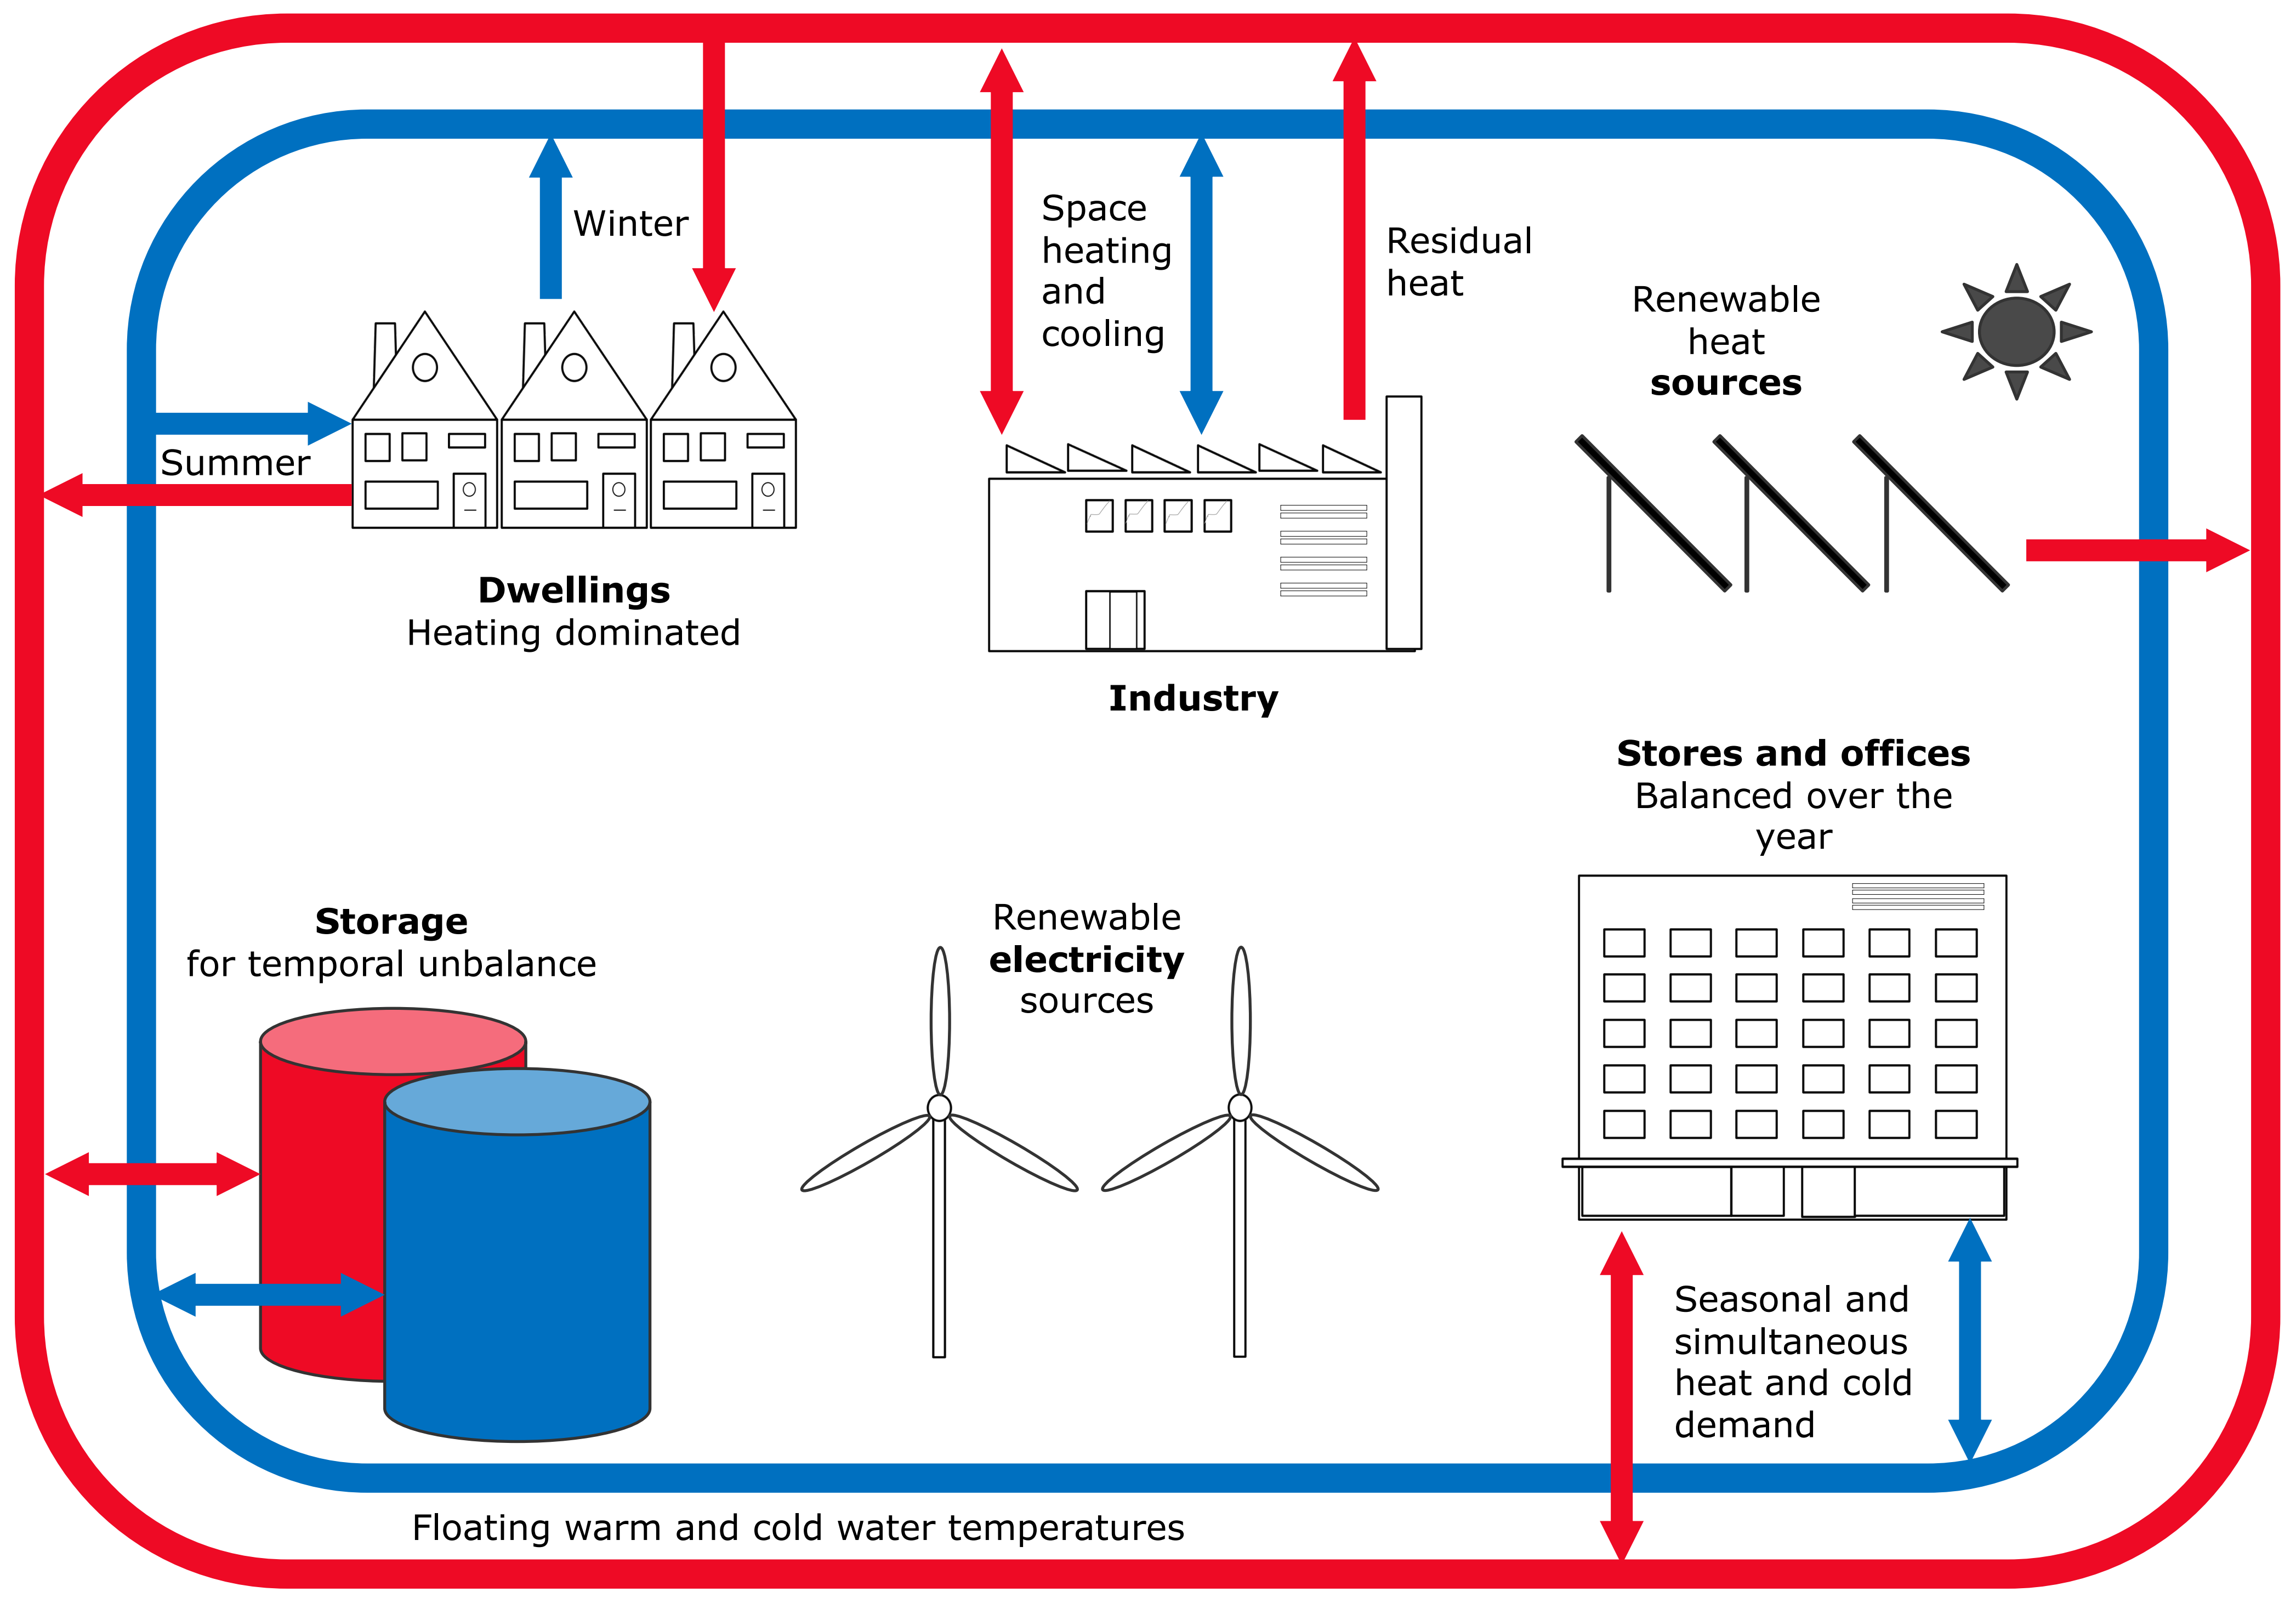 Winter
Summer
Dwellings
Heating dominated
Space
heating
and
cooling
Residual
heat
Industry
Renewable
heat
sources
Stores and offices
Balanced over the
year
Storage
for temporal unbalance
Renewable
electricity
sources
Seasonal and
simultaneous
heat and cold
demand
Floating warm and cold water temperatures